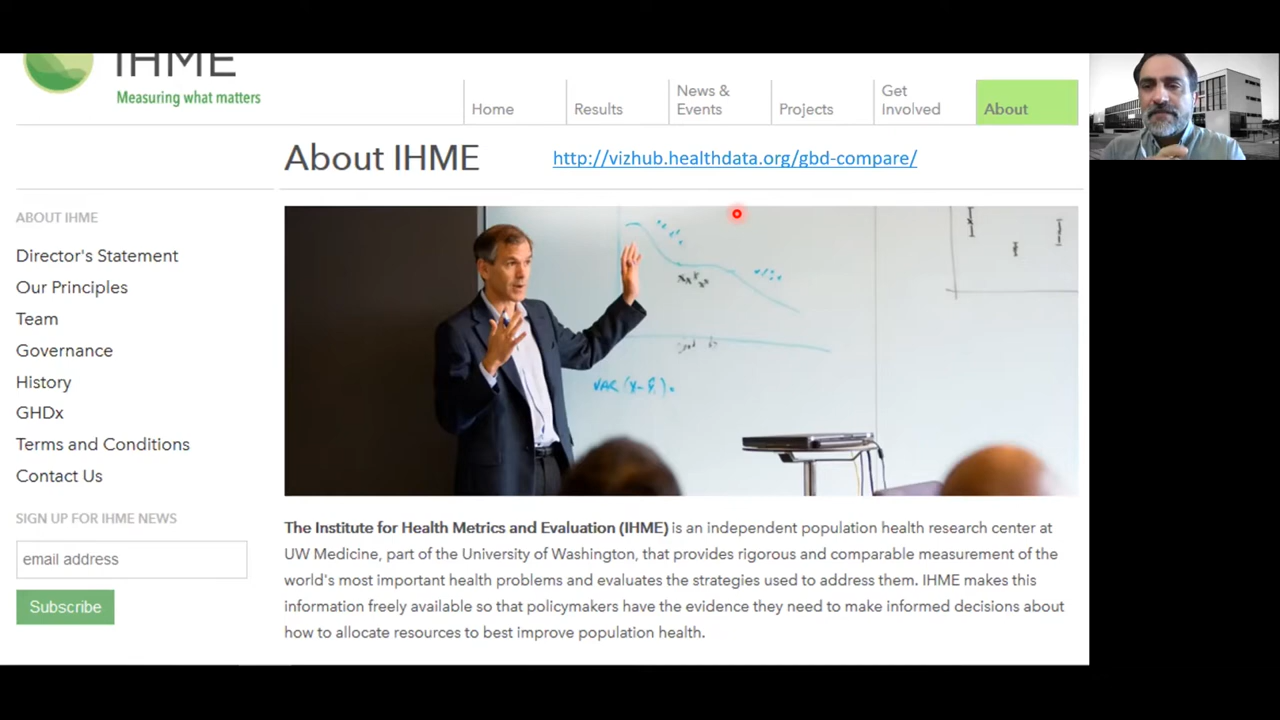 IHME
Measuring what matters
Home
Results
News &
Events
Projects
Get
Involved
About
About IHME
http://vizhub.healthdata.org/gbd-compare/
ABOUT IHME
Director's Statement
Our Principles
Team
Governance
History
GHDx
Terms and Conditions
Contact Us
SIGN UP FOR IHME NEWS
email address
Subscribe
The Institute for Health Metrics and Evaluation (IHME) is an independent population health research center at
UW Medicine, part of the University of Washington, that provides rigorous and comparable measurement of the
world's most important health problems and evaluates the strategies used to address them. IHME makes this
information freely available so that policymakers have the evidence they need to make informed decisions about
how to allocate resources to best improve population health.